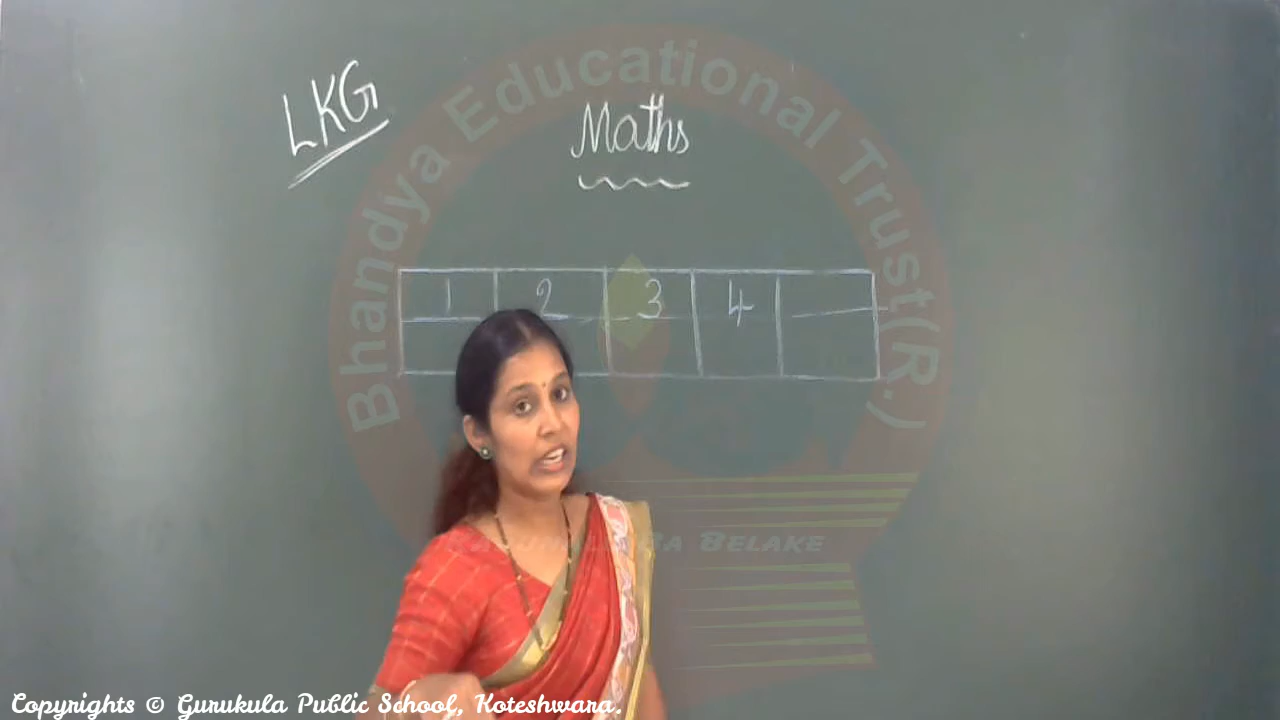 LKG
Maths
1 2 3 4
Bhandya Educational Trust(R.)
Belake
Copyrights © Gurukula Public School, Koteshwara.